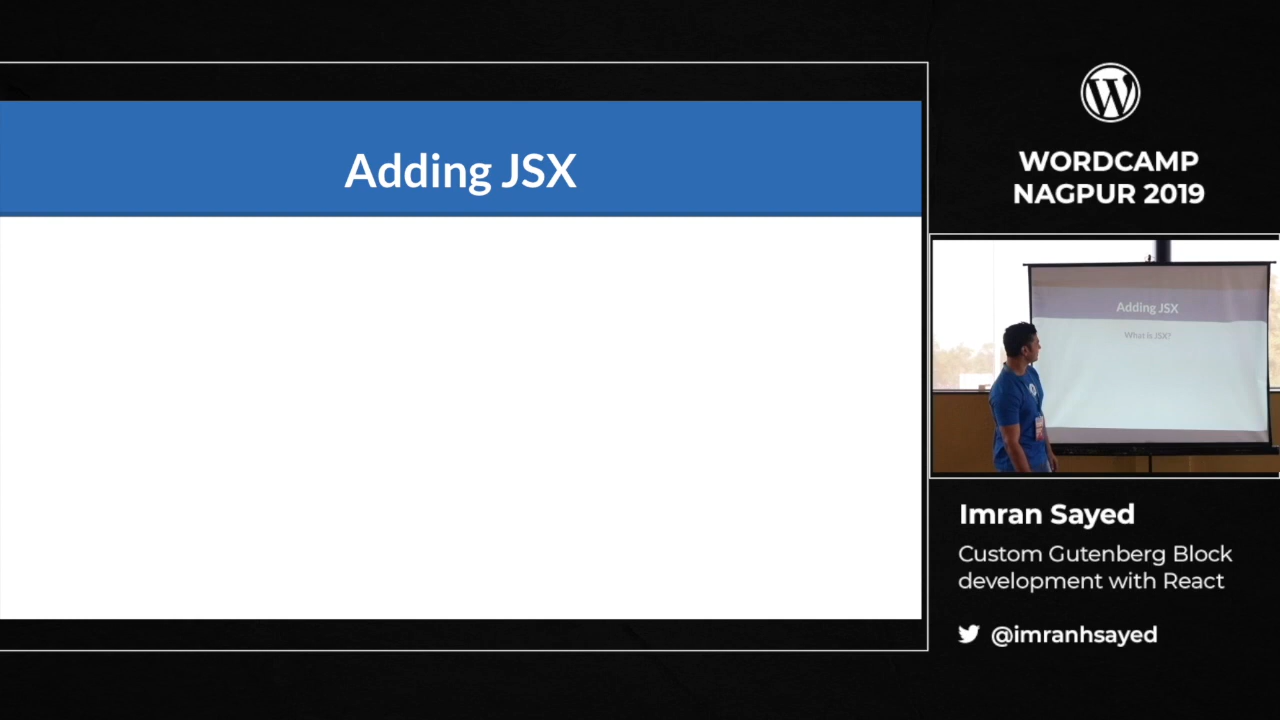 Adding JSX
WORDCAMP
NAGPUR 2019
Adding JSX
What is JSX?
Imran Sayed
Custom Gutenberg Block
development with React
@imranhsayed